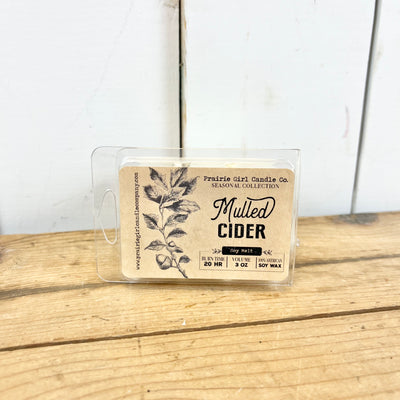 www.prairiegirlcandlecompany.com
Prairie Girl Candle Co.
SEASONAL COLLECTION
Mulled
CIDER
Soy Melt
BURN TIME
20 HR
VOLUME
3 OZ
100% AMERICAN
SOY WAX